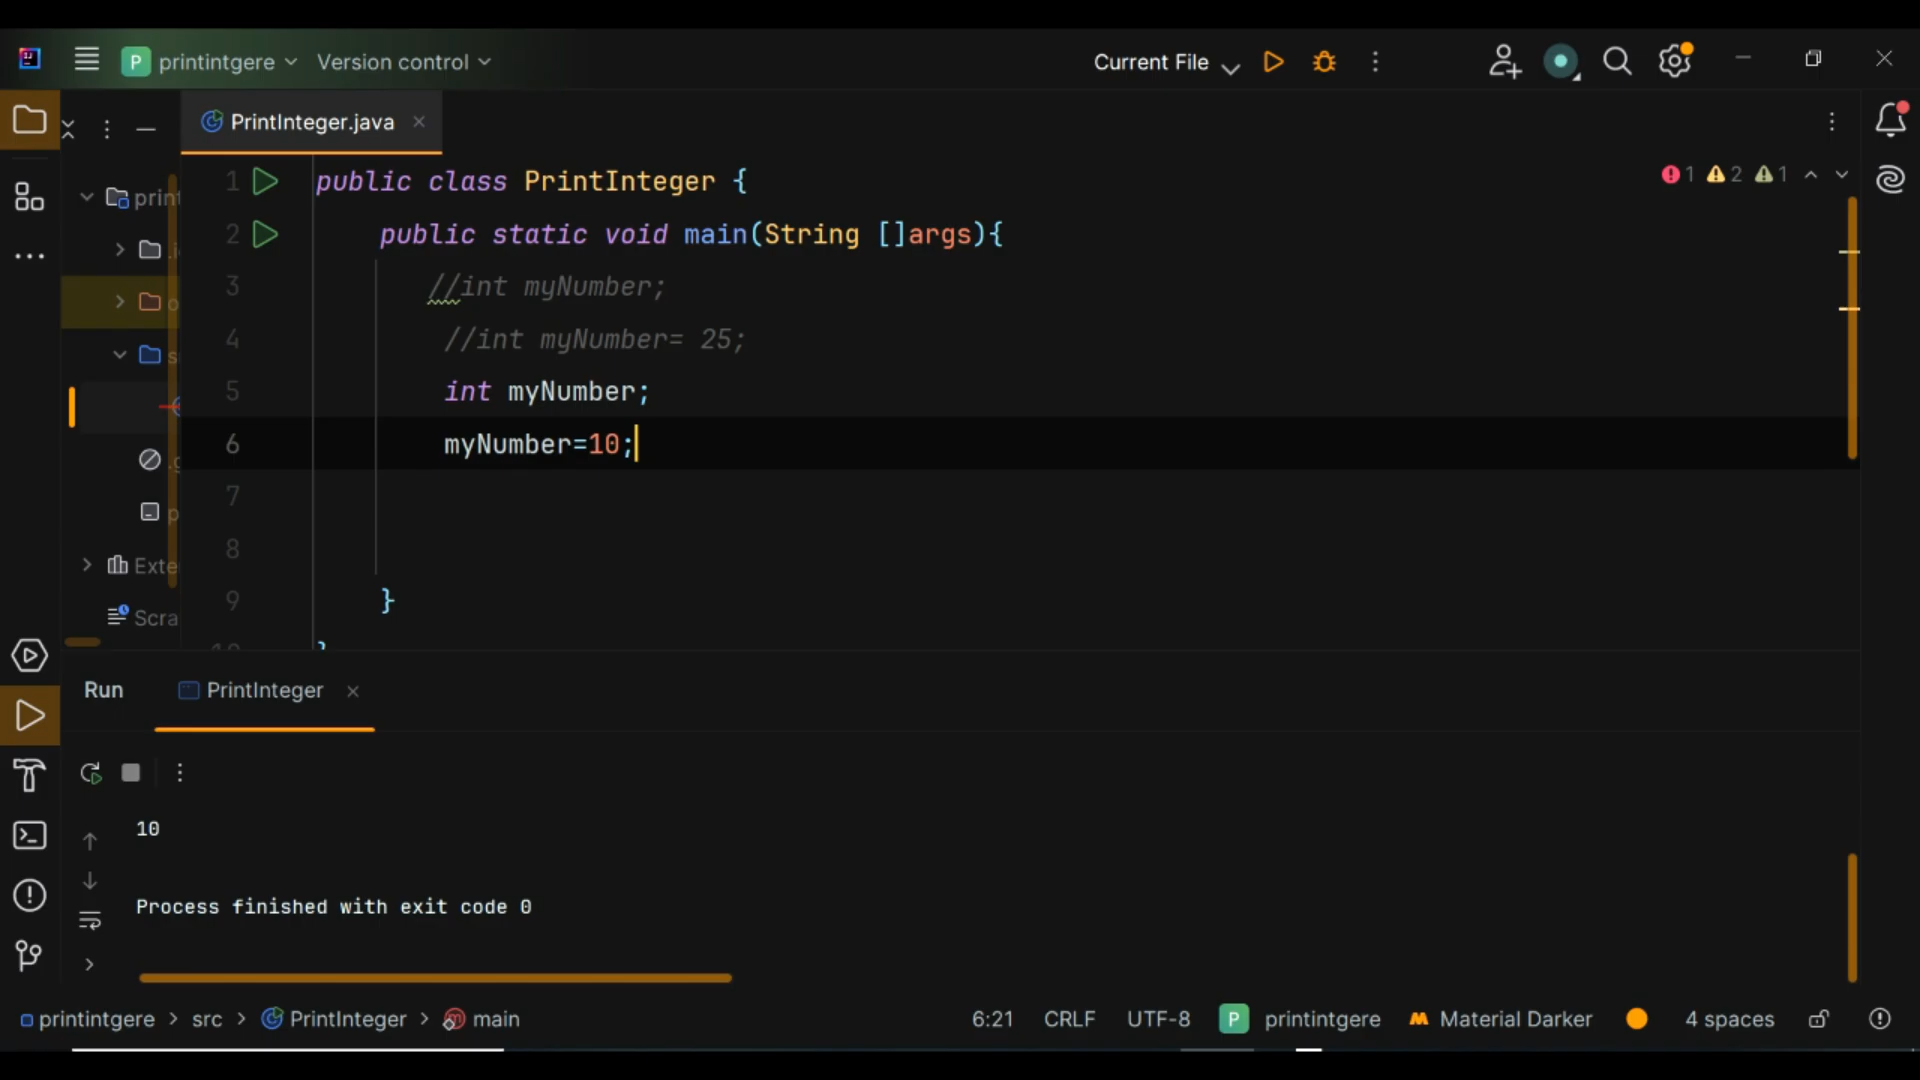 P printintgere Version control Current File
PrintInteger.java
1 2 1
1 public class PrintInteger {
2 public static void main(String []args){
3 //int myNumber;
4 //int myNumber= 25;
5 int myNumber;
6 myNumber=10;
7
8
9 }
}
print
s
p
Exte
Scra
Run PrintInteger
10
Process finished with exit code 0
printintgere > src > PrintInteger > main 6:21 CRLF UTF-8 P printintgere Material Darker 4 spaces